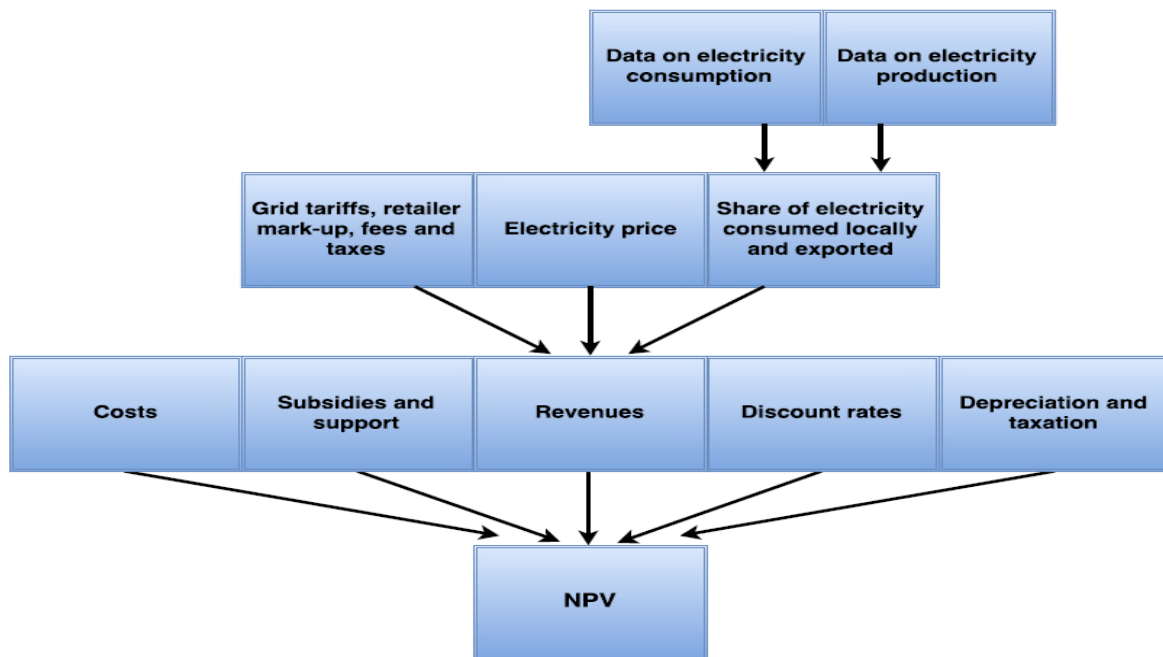 Data on electricity
consumption
Data on electricity
production
Grid tariffs, retailer
mark-up, fees and
taxes
Electricity price
Share of electricity
consumed locally
and exported
Costs
Subsidies and
support
Revenues
Discount rates
Depreciation and
taxation
NPV